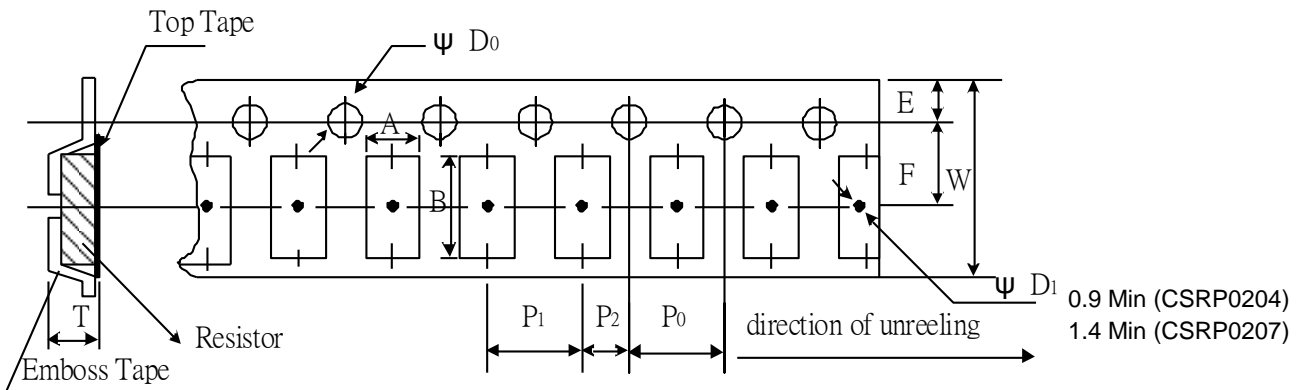 Top Tape
Ψ D0
E
A
F
W
B
Ψ D1
0.9 Min (CSRP0204)
1.4 Min (CSRP0207)
T
P1
P2
P0
Resistor
direction of unreeling
Emboss Tape